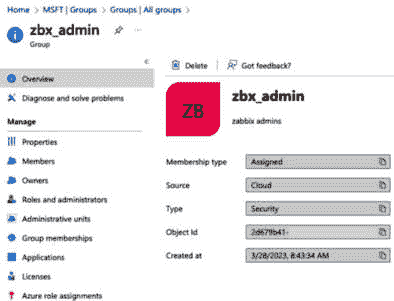 Home > MSFT | Groups > Groups | All groups >
zbx_admin
Group
Overview
Diagnose and solve problems
Manage
Properties
Members
Owners
Roles and administrators
Administrative units
Group memberships
Applications
Licenses
Azure role assignments
Delete
Got feedback?
ZB
zbx_admin
zabbix admins
Membership type
Assigned
Source
Cloud
Type
Security
Object Id
2d679b41-
Created at
3/28/2023, 8:43:34 AM